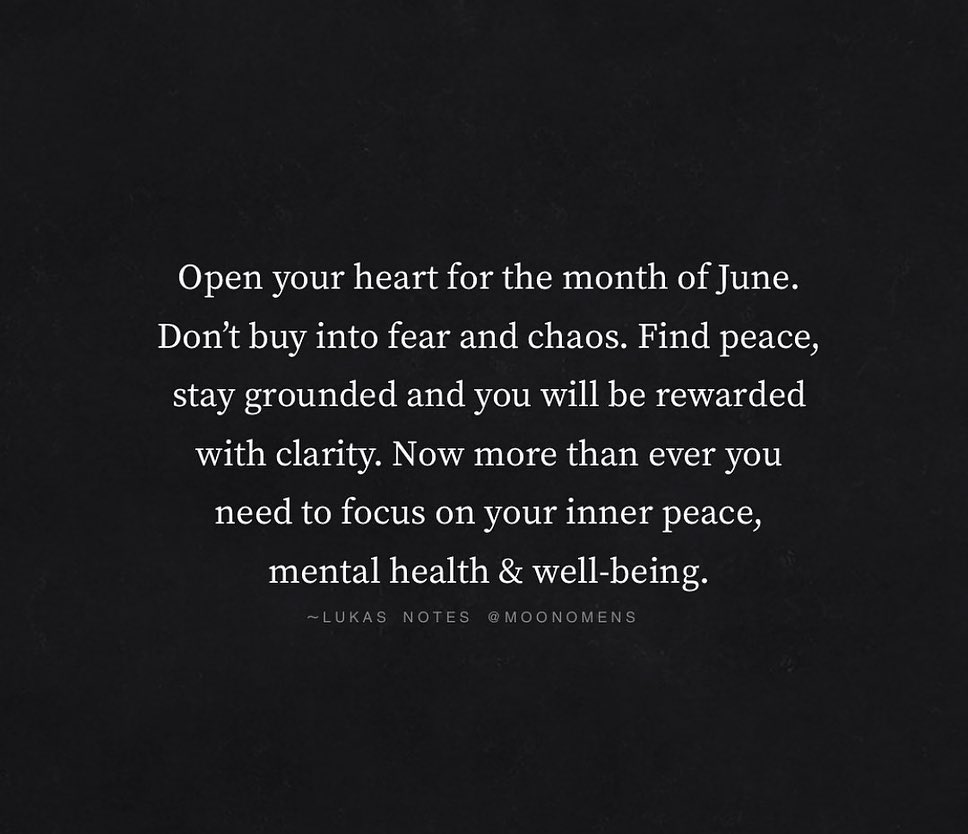 Open your heart for the month of June.
Don’t buy into fear and chaos. Find peace,
stay grounded and you will be rewarded
with clarity. Now more than ever you
need to focus on your inner peace,
mental health & well-being.
~LUKAS NOTES @MOONOMENS